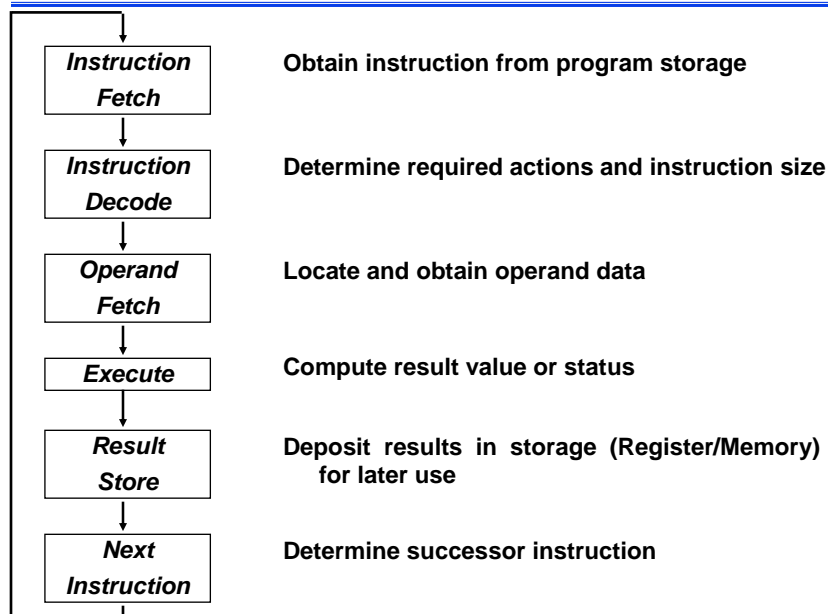 Instruction
Fetch
Obtain instruction from program storage
Instruction
Decode
Determine required actions and instruction size
Operand
Fetch
Locate and obtain operand data
Execute
Compute result value or status
Result
Store
Deposit results in storage (Register/Memory)
for later use
Next
Instruction
Determine successor instruction